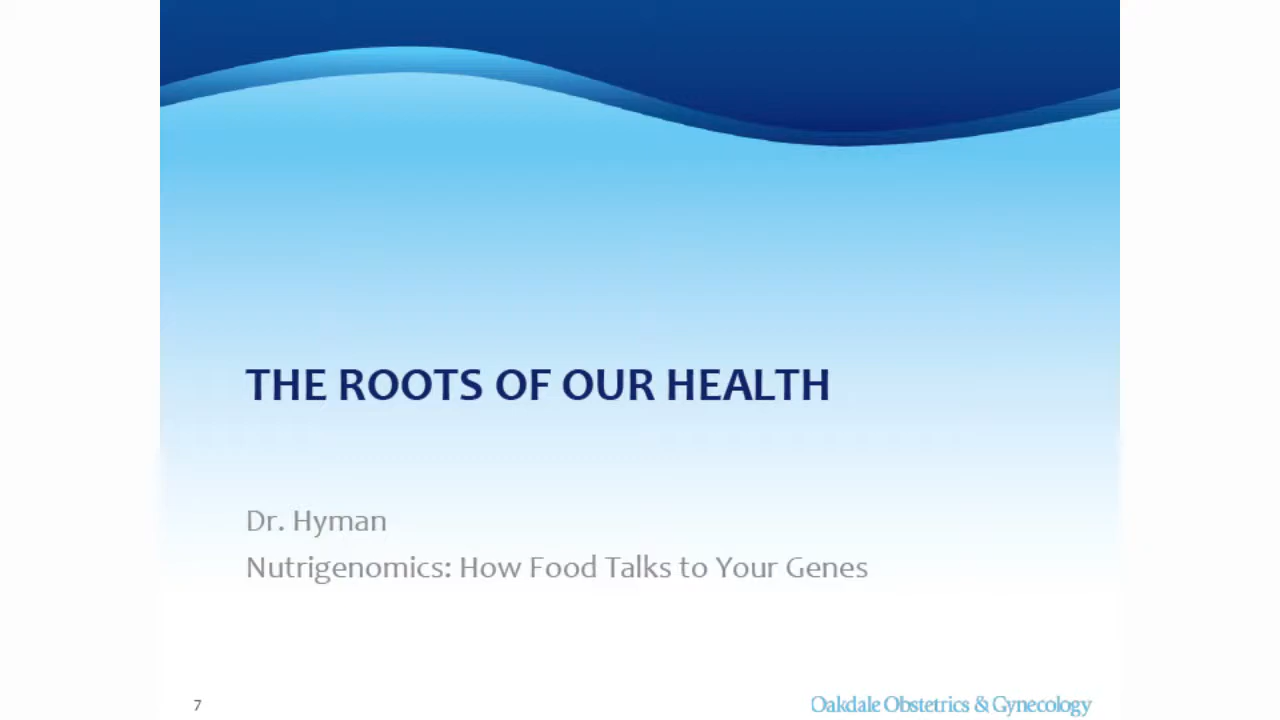 THE ROOTS OF OUR HEALTH
Dr. Hyman
Nutrigenomics: How Food Talks to Your Genes
7
Oakdale Obstetrics & Gynecology